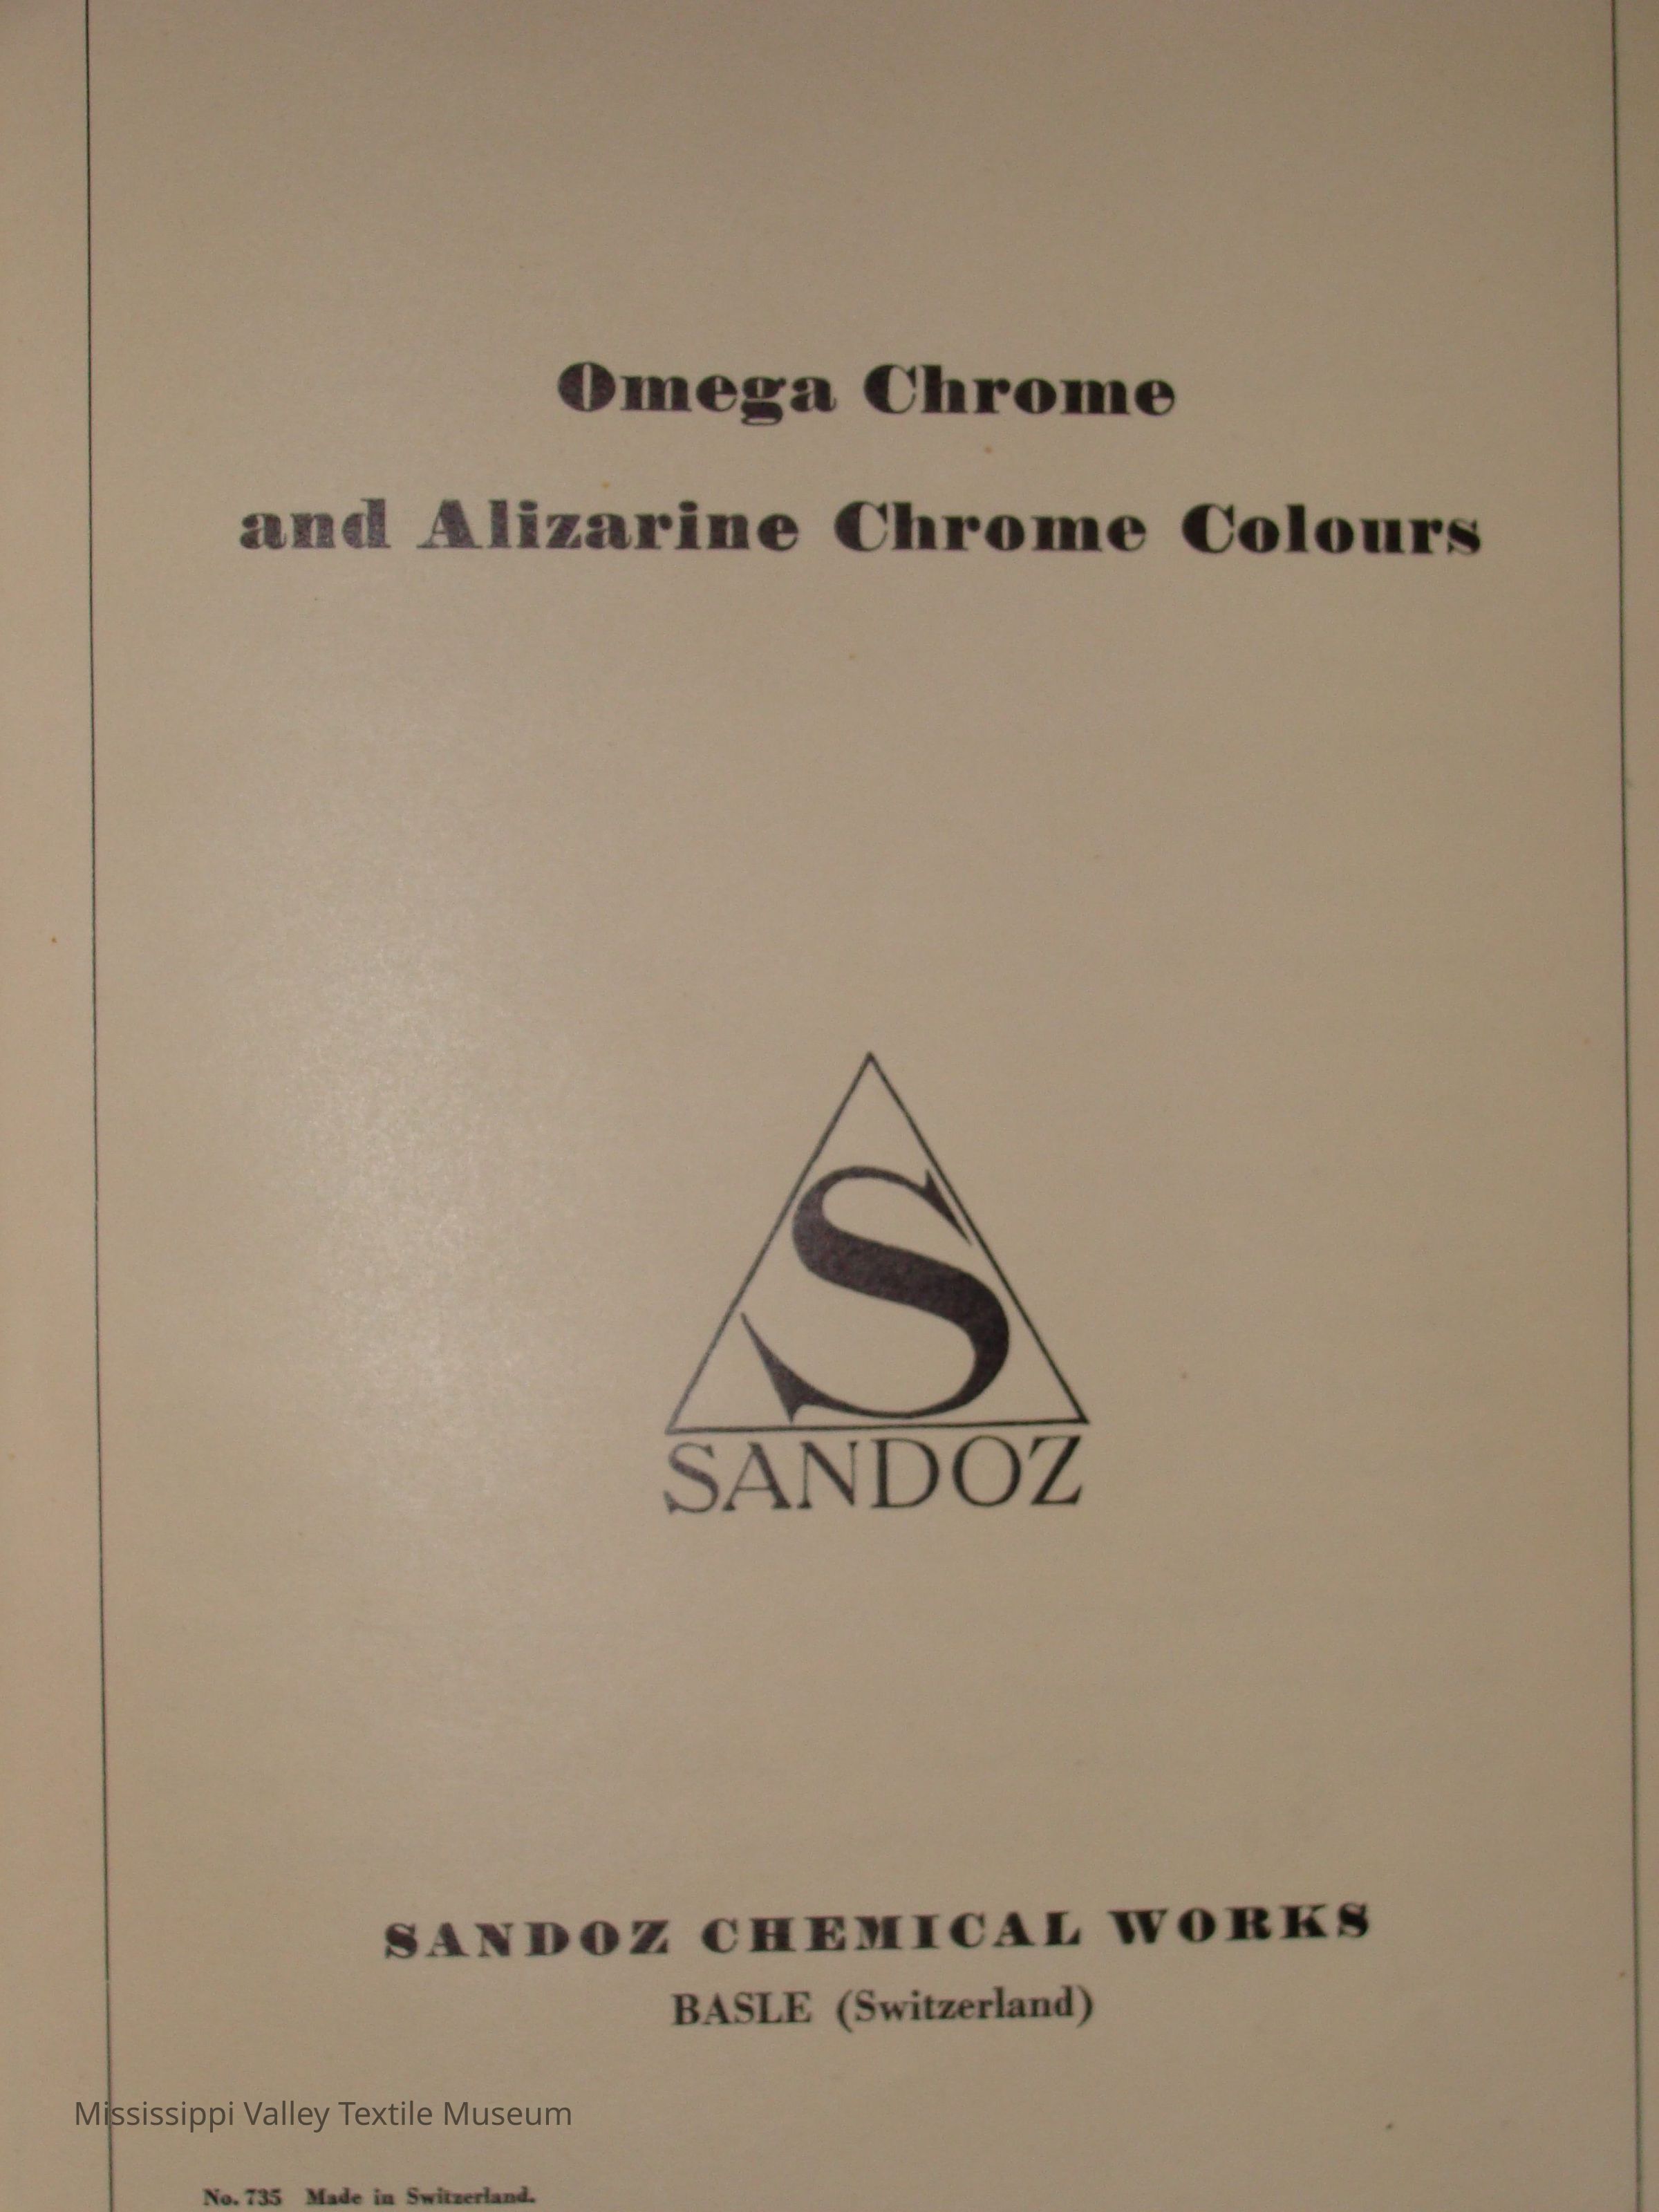 Omega Chrome
and Alizarine Chrome Colours
S
SANDOZ
SANDOZ CHEMICAL WORKS
BASLE (Switzerland)
Mississippi Valley Textile Museum
No. 735 Made in Switzerland.